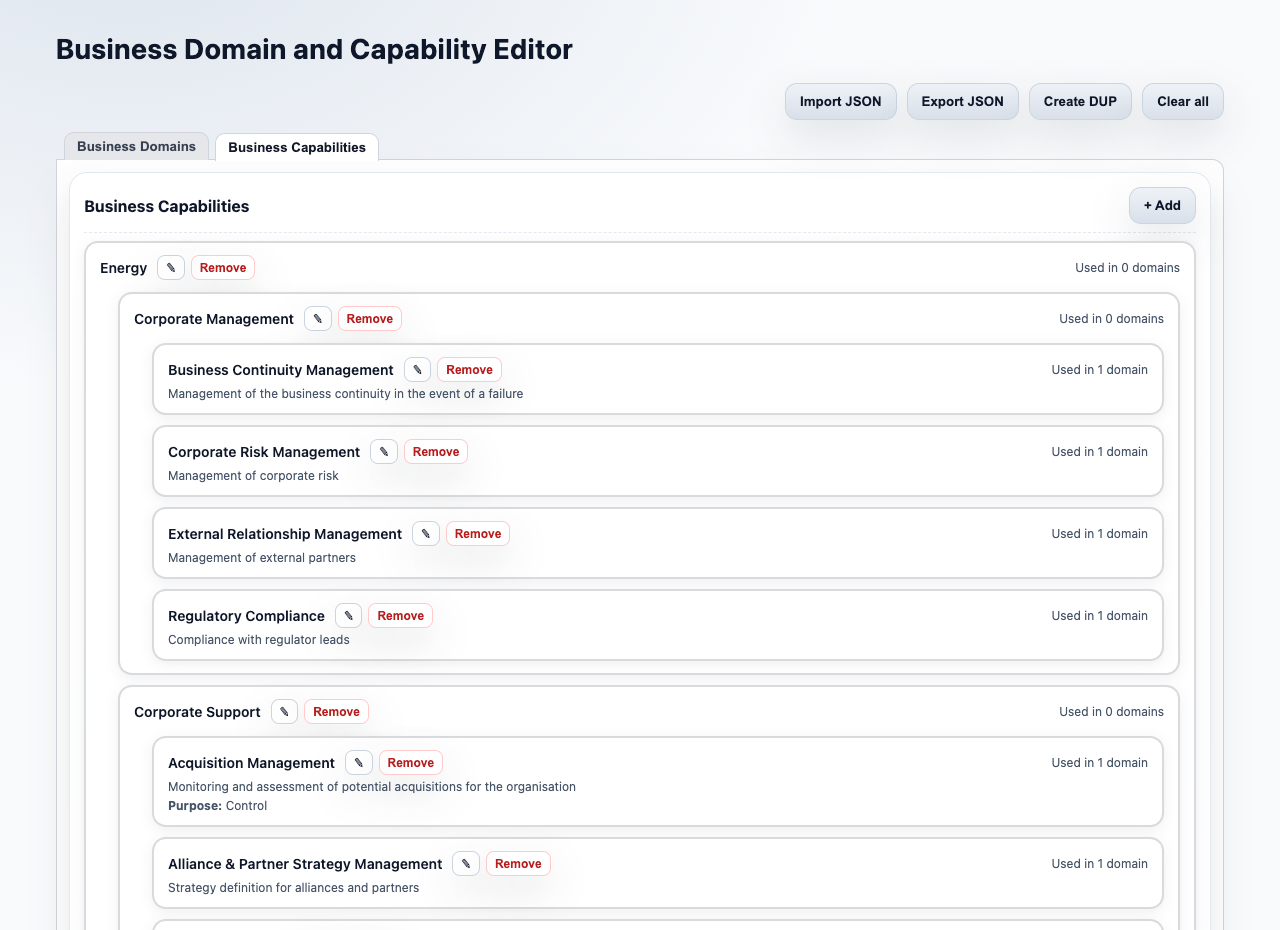 Business Domain and Capability Editor
Import JSON Export JSON Create DUP Clear all
Business Domains Business Capabilities
Business Capabilities + Add
Energy ✎ Remove Used in 0 domains
Corporate Management ✎ Remove Used in 0 domains
Business Continuity Management ✎ Remove Used in 1 domain
Management of the business continuity in the event of a failure
Corporate Risk Management ✎ Remove Used in 1 domain
Management of corporate risk
External Relationship Management ✎ Remove Used in 1 domain
Management of external partners
Regulatory Compliance ✎ Remove Used in 1 domain
Compliance with regulator leads
Corporate Support ✎ Remove Used in 0 domains
Acquisition Management ✎ Remove Used in 1 domain
Monitoring and assessment of potential acquisitions for the organisation
Purpose: Control
Alliance & Partner Strategy Management ✎ Remove Used in 1 domain
Strategy definition for alliances and partners